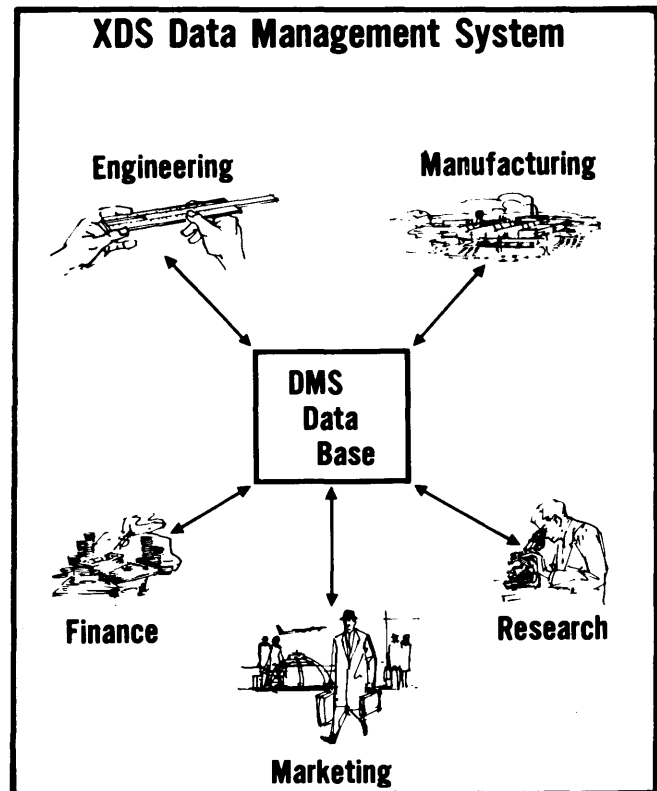 XDS Data Management System
Engineering
Manufacturing
DMS
Data
Base
Finance
Research
Marketing